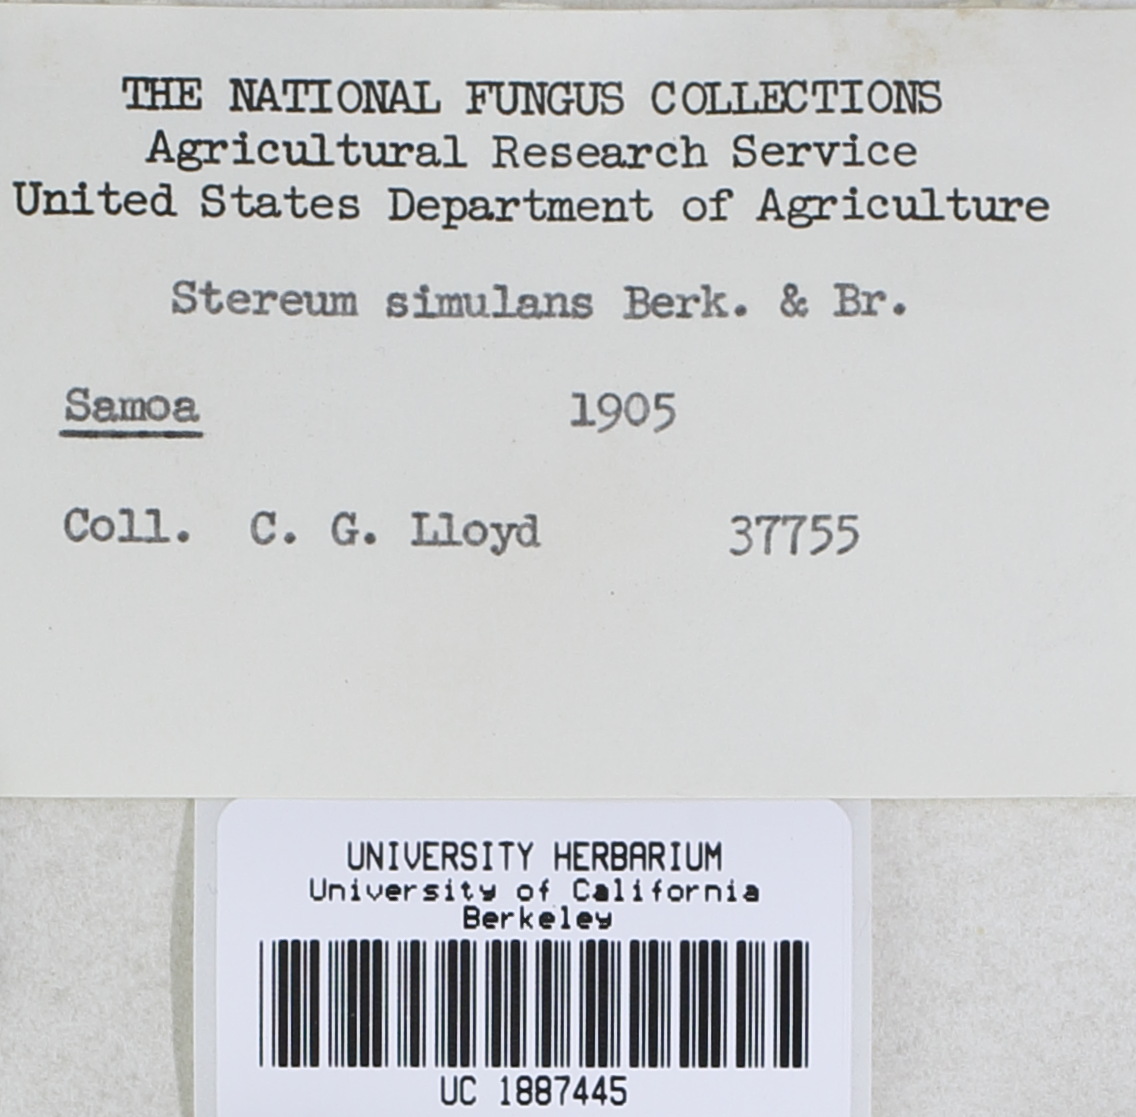 THE NATIONAL FUNGUS COLLECTIONS
Agricultural Research Service
United States Department of Agriculture
Stereum simulans Berk. & Br.
Samoa 1905
Coll. C. G. Lloyd 37755
UNIVERSITY HERBARIUM
University of California
Berkeley
UC 1887445